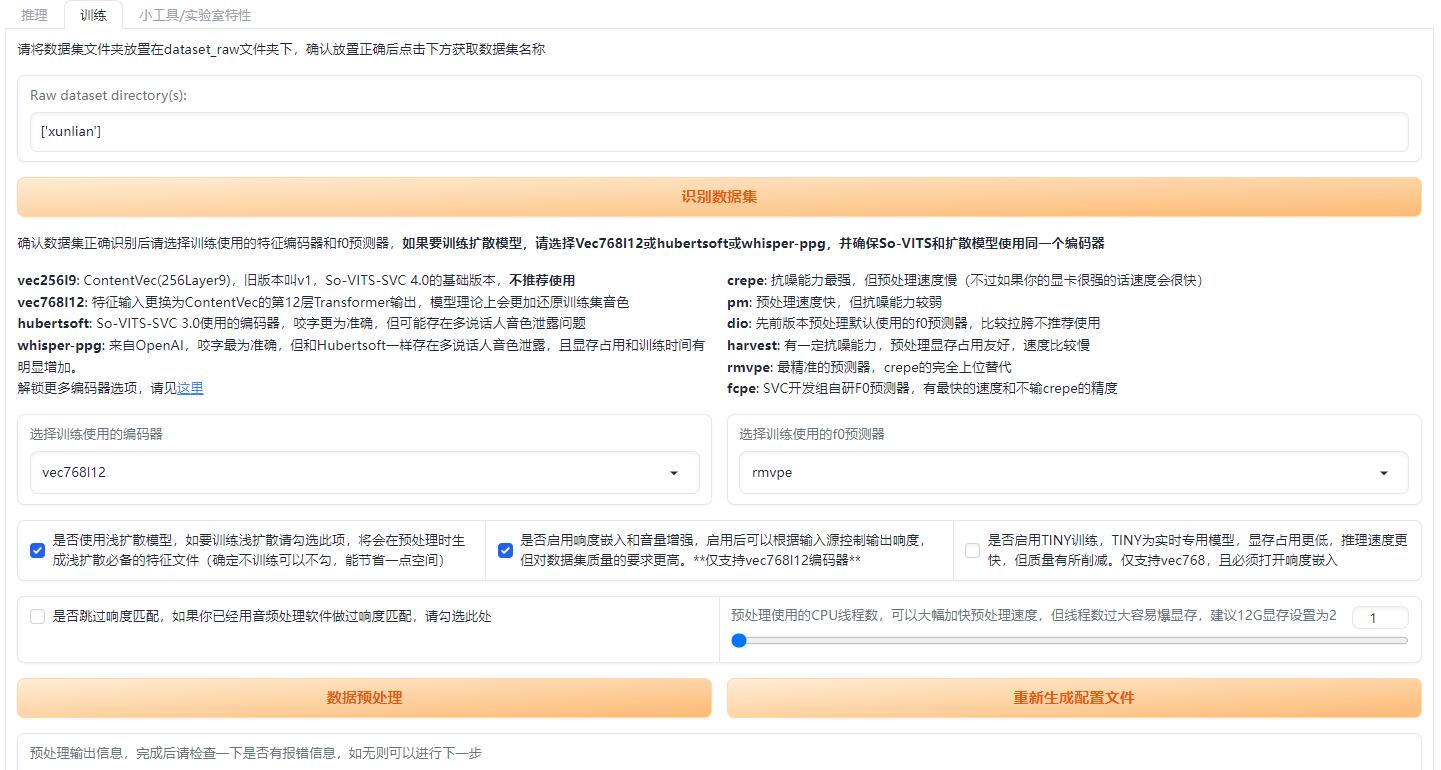 推理 训练 小工具/实验室特性
请将数据集文件夹放置在dataset_raw文件夹下，确认放置正确后点击下方获取数据集名称
Raw dataset directory(s):
['xunlian']
识别数据集
确认数据集正确识别后请选择训练使用的特征编码器和f0预测器，如果要训练扩散模型，请选择Vec768l12或hubertsoft或whisper-ppg，并确保So-VITS和扩散模型使用同一个编码器
vec256l9: ContentVec(256Layer9)，旧版本叫v1，So-VITS-SVC 4.0的基础版本，不推荐使用
vec768l12: 特征输入更换为ContentVec的第12层Transformer输出，模型理论上会更加还原训练集音色
hubertsoft: So-VITS-SVC 3.0使用的编码器，咬字更为准确，但可能存在多说话人音色泄露问题
whisper-ppg: 来自OpenAI，咬字最为准确，但和Hubertsoft一样存在多说话人音色泄露，且显存占用和训练时间有
明显增加。
解锁更多编码器选项，请见这里
crepe: 抗噪能力最强，但预处理速度慢（不过如果你的显卡很强的话速度会很快）
pm: 预处理速度快，但抗噪能力较弱
dio: 先前版本预处理默认使用的f0预测器，比较拉胯不推荐使用
harvest: 有一定抗噪能力，预处理显存占用友好，速度比较慢
rmvpe: 最精准的预测器，crepe的完全上位替代
fcpe: SVC开发组自研F0预测器，有最快的速度和不输crepe的精度
选择训练使用的编码器
vec768l12
选择训练使用的f0预测器
rmvpe
是否使用浅扩散模型，如要训练浅扩散请勾选此项，将会在预处理时生
成浅扩散必备的特征文件（确定不训练可以不勾，能节省一点空间）
是否启用响度嵌入和音量增强，启用后可以根据输入源控制输出响度，
但对数据集质量的要求更高。**仅支持vec768l12编码器**
是否启用TINY训练，TINY为实时专用模型，显存占用更低，推理速度更
快，但质量有所削减。仅支持vec768，且必须打开响度嵌入
是否跳过响度匹配，如果你已经用音频处理软件做过响度匹配，请勾选此处
预处理使用的CPU线程数，可以大幅加快预处理速度，但线程数过大容易爆显存，建议12G显存设置为2 1
数据预处理
重新生成配置文件
预处理输出信息，完成后请检查一下是否有报错信息，如无则可以进行下一步